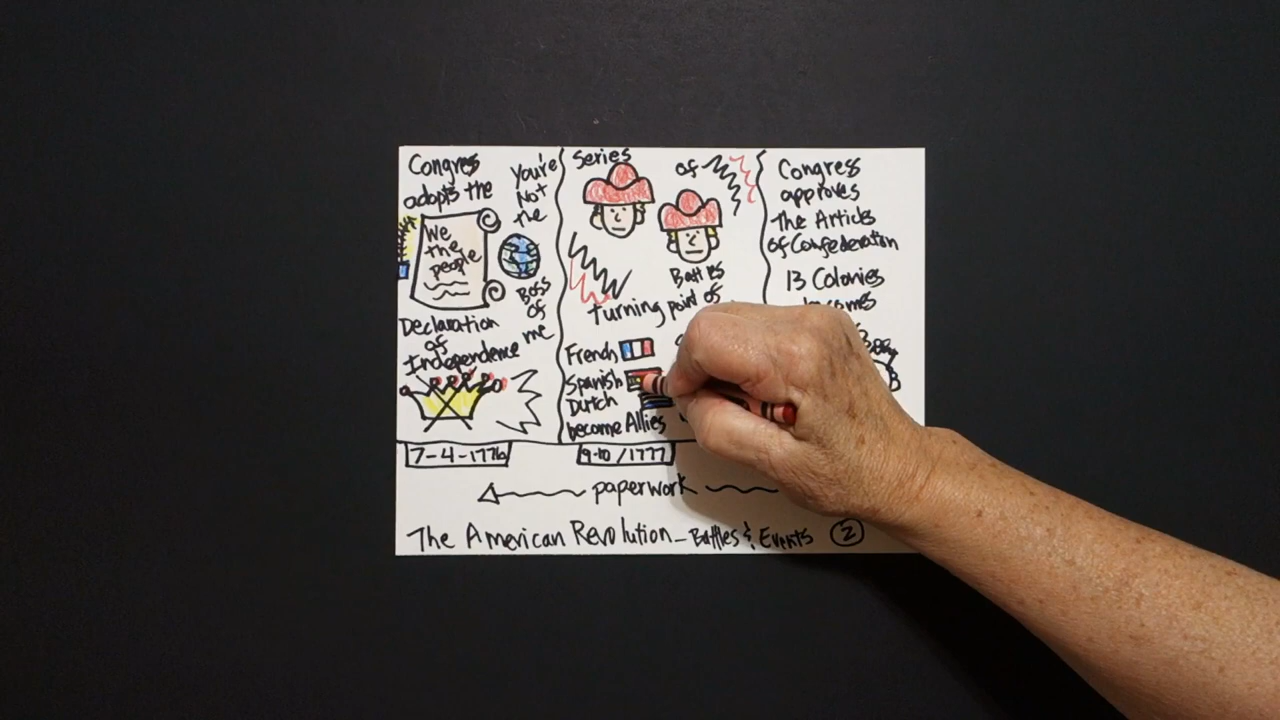 Congres
adopts the
you're
Not
the
We
the
people
Boss
of
me
Declaration
of
Independence
7-4-1776
Series
of
Battles
turning point of
French
Spanish
Dutch
become Allies
9-10/1777
Congress
approves
The Articles
of Confederation
13 Colonies
paperwork
The American Revolution - Battles & Events 2